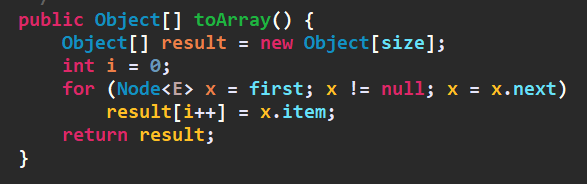 public Object[] toArray() {
    Object[] result = new Object[size];
    int i = 0;
    for (Node<E> x = first; x != null; x = x.next)
        result[i++] = x.item;
    return result;
}